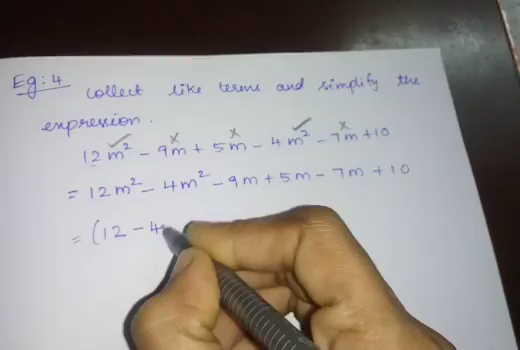 Eg: 4 collect like terms and simplify the
expression.
12m² - 9m + 5m - 4m² - 7m + 10
= 12m² - 4m² - 9m + 5m - 7m + 10
= (12 - 4